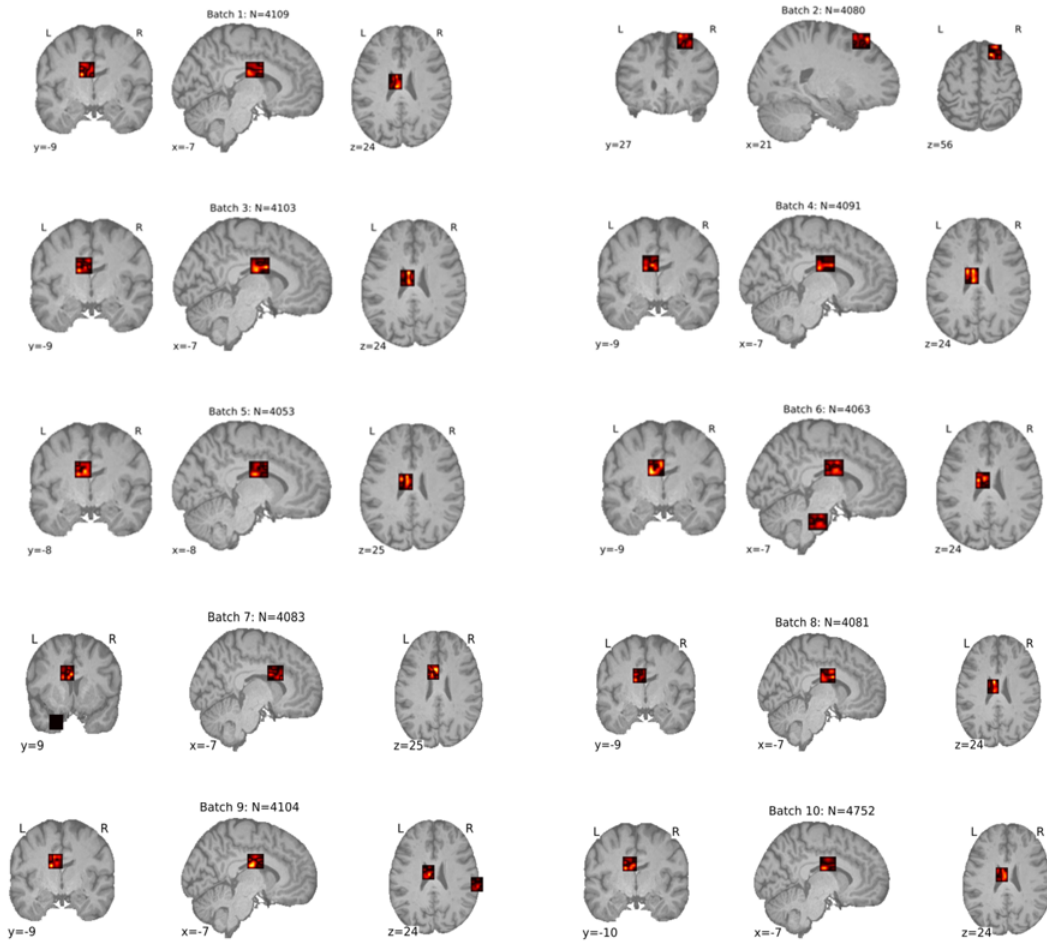 Batch 1: N=4109
L R
y=-9 x=-7 z=24
Batch 2: N=4080
L R
y=27 x=21 z=56
Batch 3: N=4103
L R
y=-9 x=-7 z=24
Batch 4: N=4091
L R
y=-9 x=-7 z=24
Batch 5: N=4053
L R
y=-8 x=-8 z=25
Batch 6: N=4063
L R
y=-9 x=-7 z=24
Batch 7: N=4083
L R L R
y=9 x=-7 z=25
Batch 8: N=4081
L R L R
y=-9 x=-7 z=24
Batch 9: N=4104
L R L R
y=-9 x=-7 z=24
Batch 10: N=4752
L R L R
y=-10 x=-7 z=24